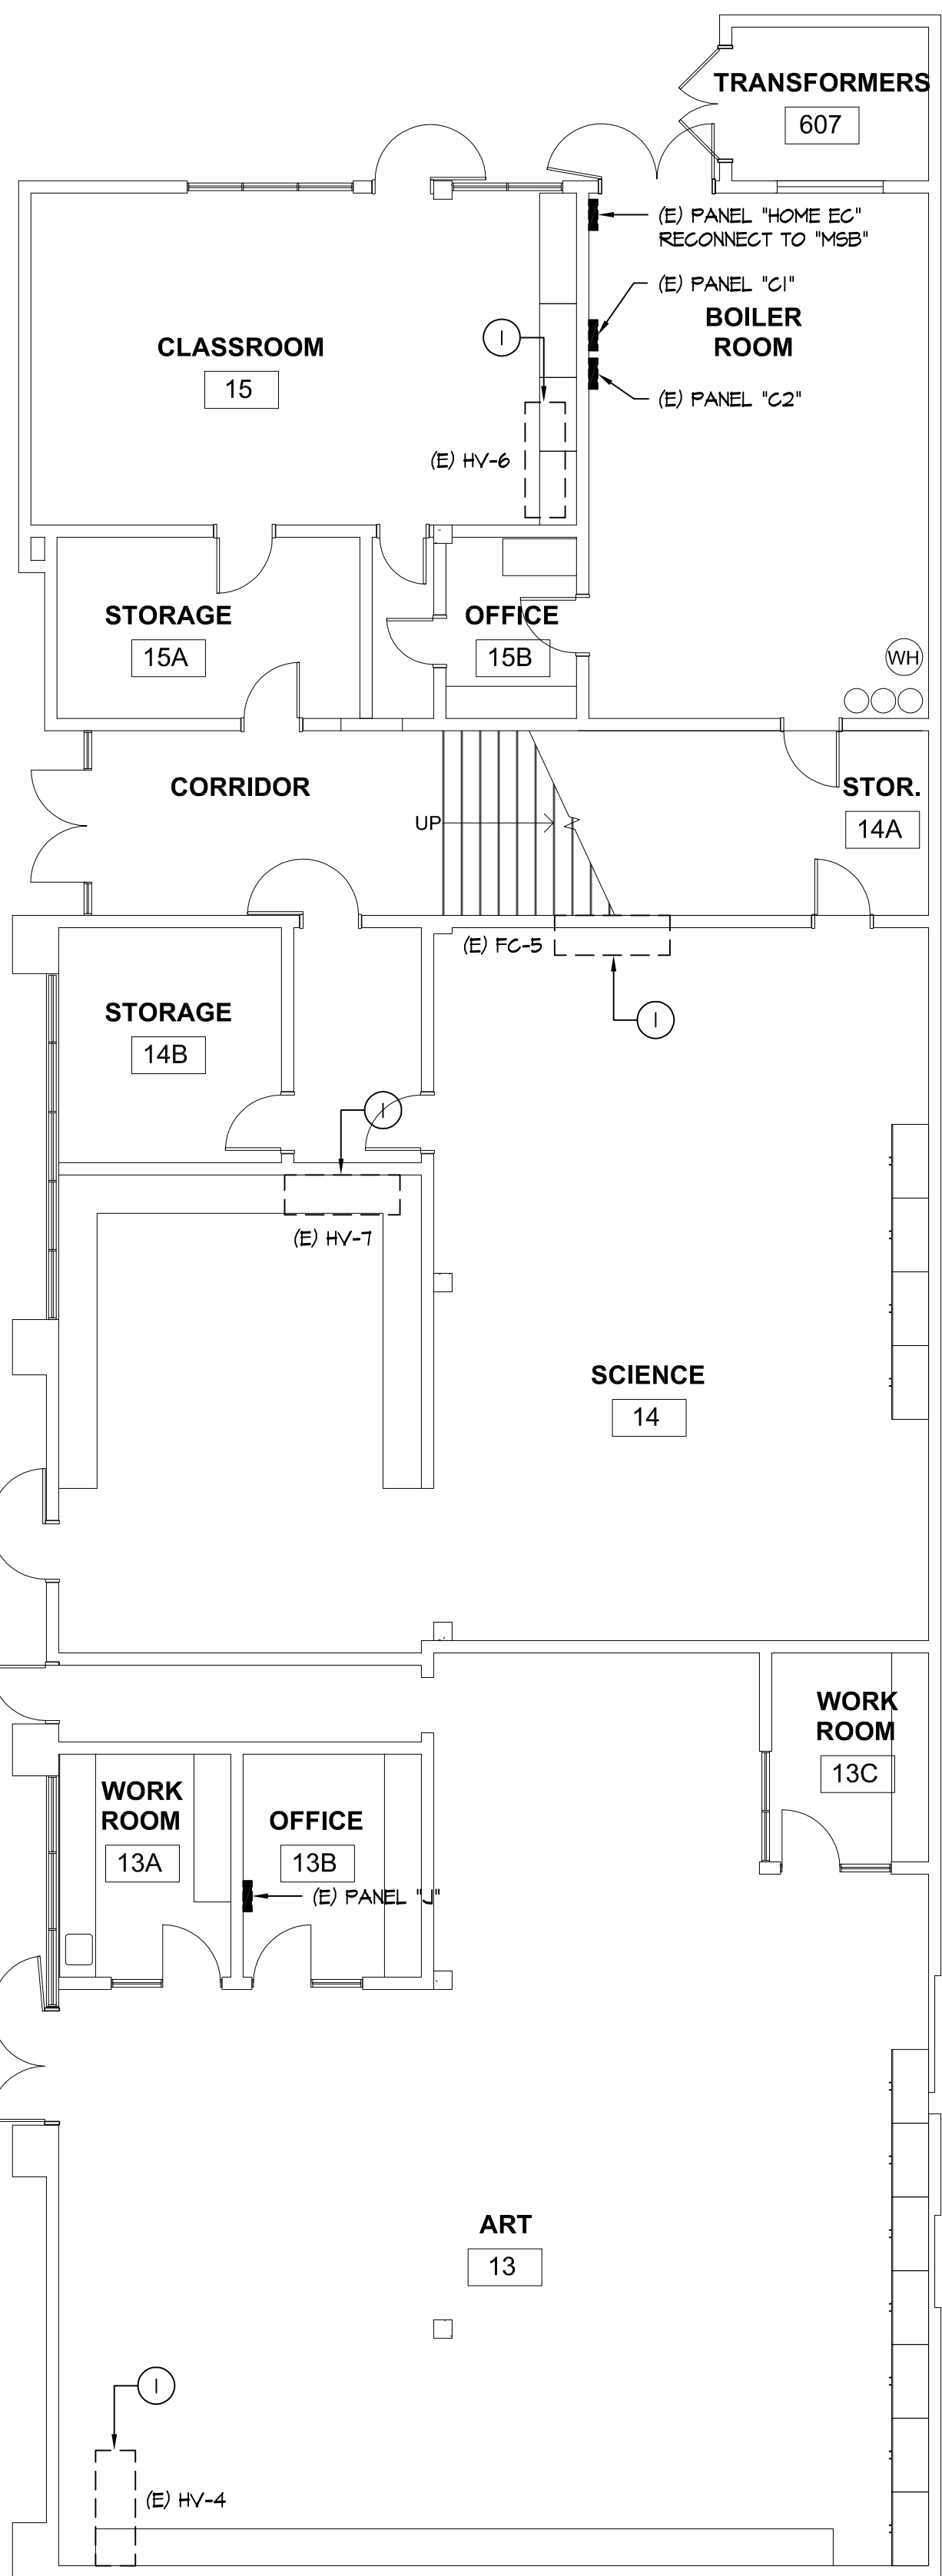 TRANSFORMERS
607
(E) PANEL "HOME EC"
RECONNECT TO "MSB"
(E) PANEL "C1"
BOILER
ROOM
CLASSROOM
15
1
(E) PANEL "C2"
(E) HV-6
STORAGE
15A
OFFICE
15B
WH
CORRIDOR
UP
STOR.
14A
(E) FC-5
STORAGE
14B
1
1
(E) HV-7
SCIENCE
14
WORK
ROOM
13C
WORK
ROOM
13A
OFFICE
13B
(E) PANEL "J"
ART
13
1
(E) HV-4